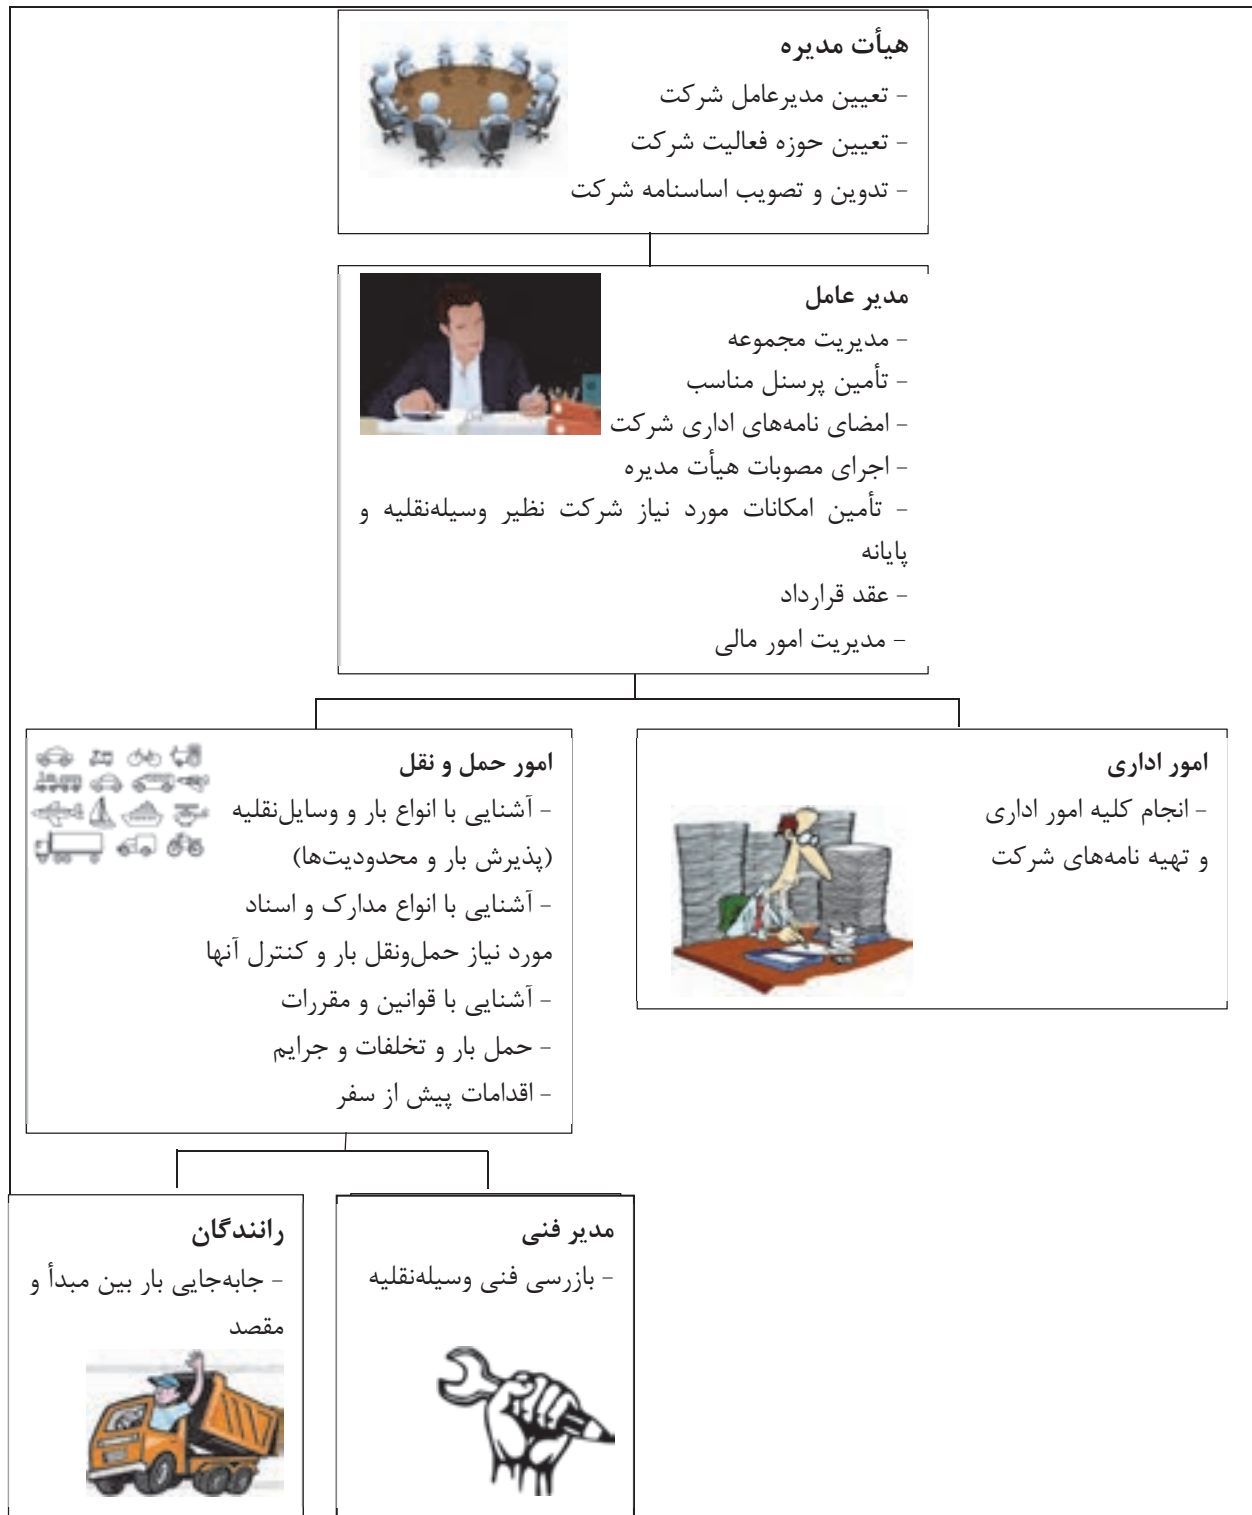 هیأت مدیره
- تعیین مدیرعامل شرکت
- تعیین حوزه فعالیت شرکت
- تدوین و تصویب اساسنامه شرکت
مدیر عامل
- مدیریت مجموعه
- تأمین پرسنل مناسب
- امضای نامه‌های اداری شرکت
- اجرای مصوبات هیأت مدیره
- تأمین امکانات مورد نیاز شرکت نظیر وسیله‌نقلیه و
پایانه
- عقد قرارداد
- مدیریت امور مالی
امور اداری
- انجام کلیه امور اداری
و تهیه نامه‌های شرکت
امور حمل و نقل
- آشنایی با انواع بار و وسایل‌نقلیه
(پذیرش بار و محدودیت‌ها)
- آشنایی با انواع مدارک و اسناد
مورد نیاز حمل‌ونقل بار و کنترل آنها
- آشنایی با قوانین و مقررات
- حمل بار و تخلفات و جرایم
- اقدامات پیش از سفر
مدیر فنی
- بازرسی فنی وسیله‌نقلیه
رانندگان
- جابه‌جایی بار بین مبدأ و
مقصد